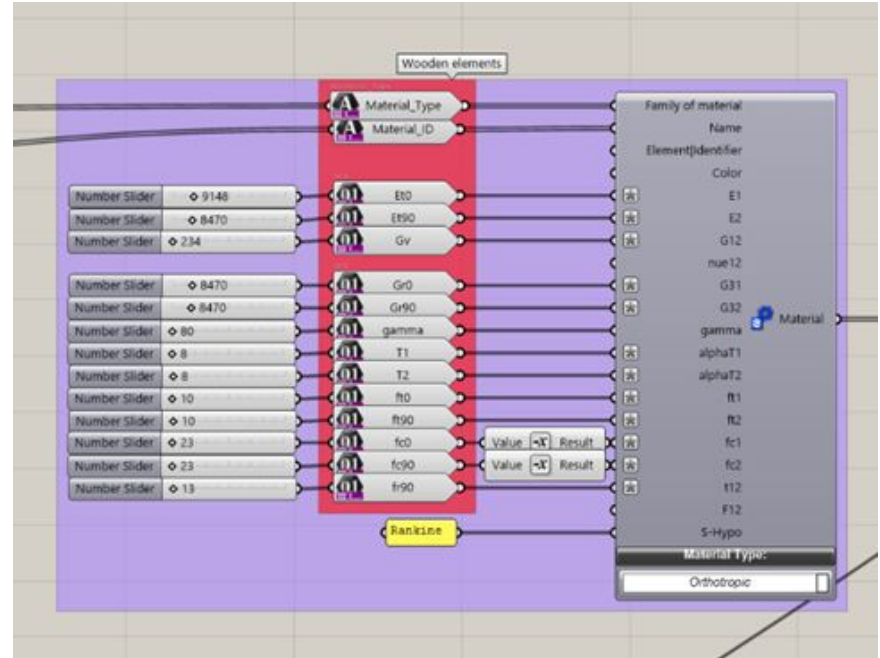 Wooden elements
Material_Type
Family of material
Material_ID
Name
Element|Identifier
Color
Number Slider 9148 Et0 E1
Number Slider 8470 Et90 E2
Number Slider 234 Gv G12
nue12
Number Slider 8470 Gr0 G31
Number Slider 8470 Gr90 G32
Material
Number Slider 80 gamma gamma
Number Slider 8 T1 alphaT1
Number Slider 8 T2 alphaT2
Number Slider 10 ft0 ft1
Number Slider 10 ft90 ft2
Number Slider 23 fc0 Value -X Result fc1
Number Slider 23 fc90 Value -X Result fc2
Number Slider 13 fr90 t12
F12
Rankine S-Hypo
Material Type:
Orthotropic